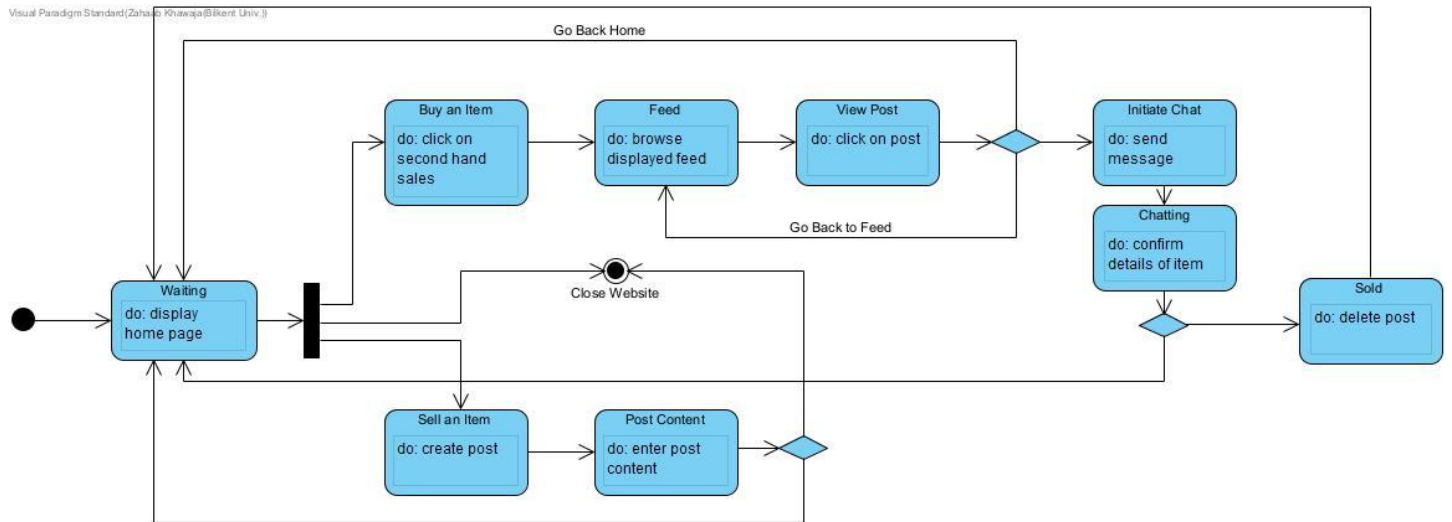 Visual Paradigm Standard(Zahaab Khawaja(Bilkent Univ.))
Go Back Home
Buy an Item
do: click on
second hand
sales
Feed
do: browse
displayed feed
View Post
do: click on post
Initiate Chat
do: send
message
Go Back to Feed
Chatting
do: confirm
details of item
Close Website
Waiting
do: display
home page
Sold
do: delete post
Sell an Item
do: create post
Post Content
do: enter post
content